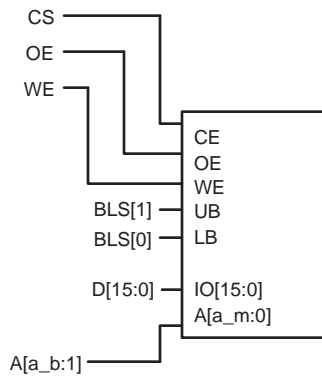 CS
OE
WE
CE
OE
WE
BLS[1] UB
BLS[0] LB
D[15:0] IO[15:0]
A[a_m:0]
A[a_b:1]